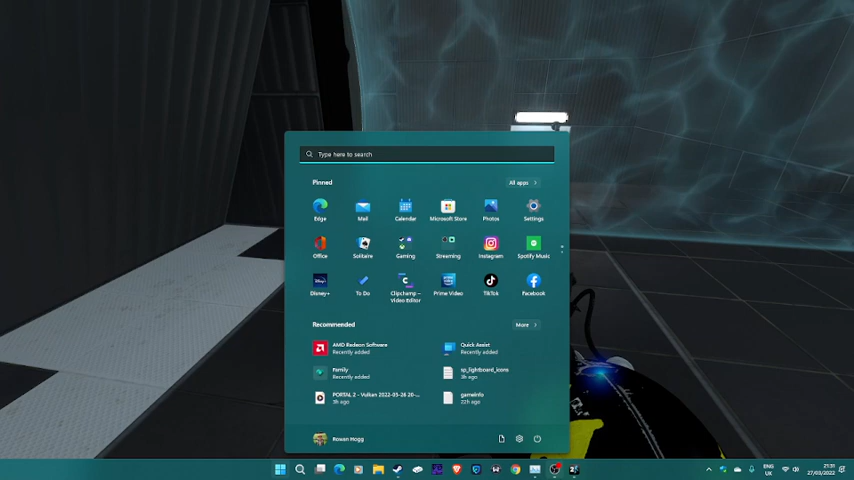 Type here to search
Pinned
All apps
Edge
Mail
Calendar
Microsoft Store
Photos
Settings
Office
Solitaire
Gaming
Streaming
Instagram
Spotify Music
Disney+
To Do
Clipchamp –
Video Editor
Prime Video
TikTok
Facebook
Recommended
More
AMD Radeon Software
Recently added
Quick Assist
Recently added
Family
Recently added
sp_lightboard_icons
3h ago
PORTAL 2 - Vulkan 2022-05-26 20-...
3h ago
gameinfo
22h ago
Rowen Hogg
ENG
UK
21:31
27/05/2022